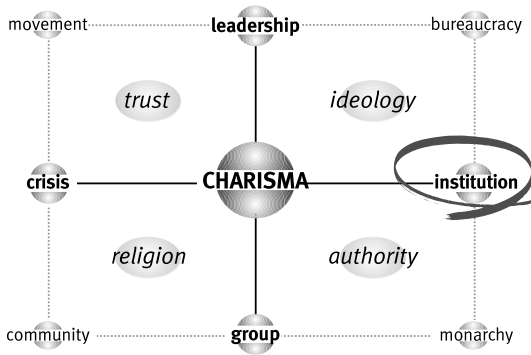 movement leadership bureaucracy
trust ideology
crisis CHARISMA institution
religion authority
community group monarchy